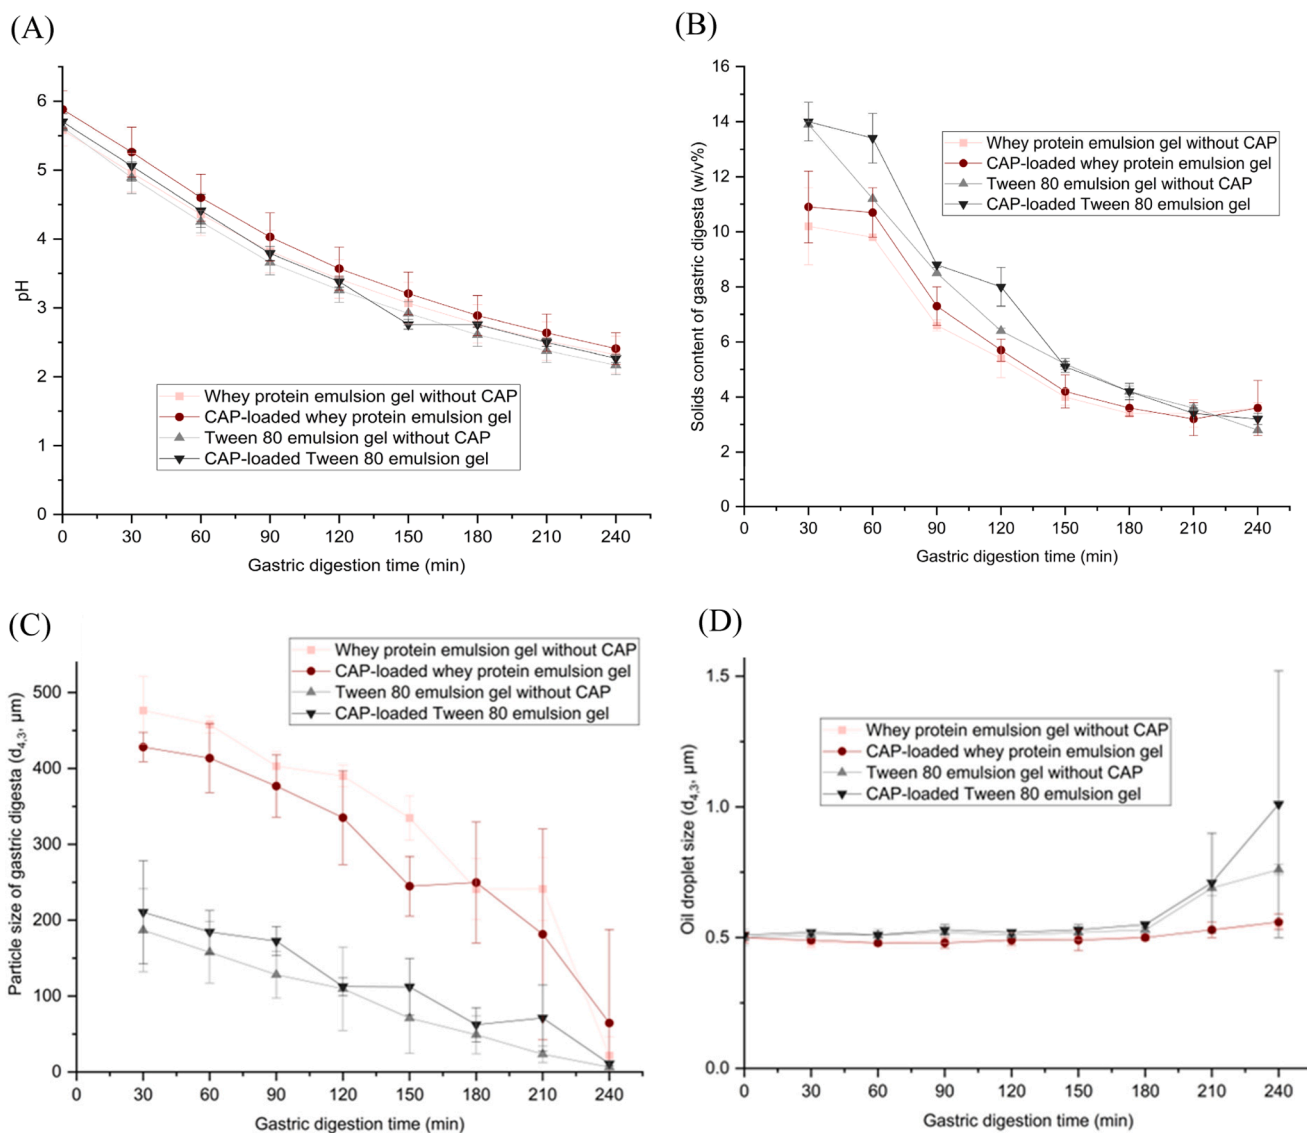 (A)
6
5
4
3
2
1
0
pH
0 30 60 90 120 150 180 210 240
Gastric digestion time (min)
Whey protein emulsion gel without CAP
CAP-loaded whey protein emulsion gel
Tween 80 emulsion gel without CAP
CAP-loaded Tween 80 emulsion gel
(B)
16
14
12
10
8
6
4
2
0
Solids content of gastric digesta (w/v%)
0 30 60 90 120 150 180 210 240
Gastric digestion time (min)
Whey protein emulsion gel without CAP
CAP-loaded whey protein emulsion gel
Tween 80 emulsion gel without CAP
CAP-loaded Tween 80 emulsion gel
(C)
500
400
300
200
100
0
Particle size of gastric digesta (d4,3, μm)
30 60 90 120 150 180 210 240
Gastric digestion time (min)
Whey protein emulsion gel without CAP
CAP-loaded whey protein emulsion gel
Tween 80 emulsion gel without CAP
CAP-loaded Tween 80 emulsion gel
(D)
1.5
1.0
0.5
0.0
Oil droplet size (d4,3, μm)
0 30 60 90 120 150 180 210 240
Gastric digestion time (min)
Whey protein emulsion gel without CAP
CAP-loaded whey protein emulsion gel
Tween 80 emulsion gel without CAP
CAP-loaded Tween 80 emulsion gel